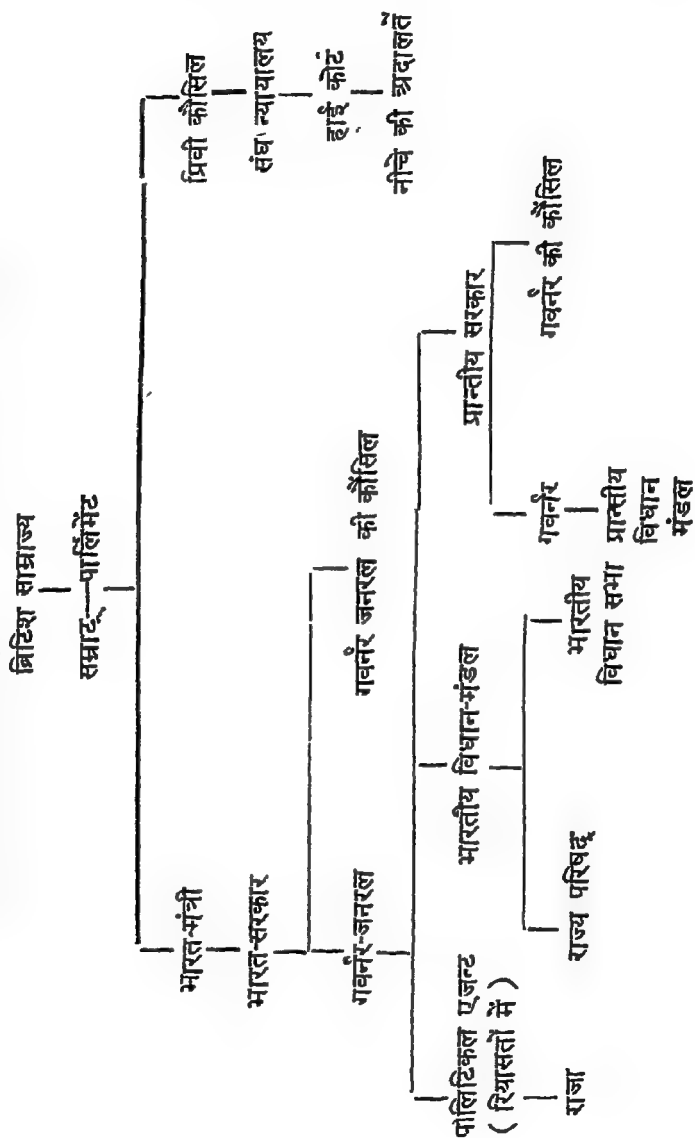 ब्रिटिश साम्राज्य
सम्राट्—पार्लिमेंट
भारत-मंत्री
प्रिवी कौंसिल
भारत-सरकार
संघ न्यायालय
हाई कोर्ट
नीचे की अदालतें
गवर्नर-जनरल
गवर्नर जनरल की कौंसिल
पोलिटिकल एजन्ट
( रियासतों में )
भारतीय विधान-मंडल
प्रान्तीय सरकार
राजा
राज्य परिषद्
भारतीय
विधान सभा
गवर्नर
गवर्नर की कौंसिल
प्रान्तीय
विधान
मंडल